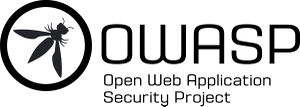 OWASP
Open Web Application
Security Project